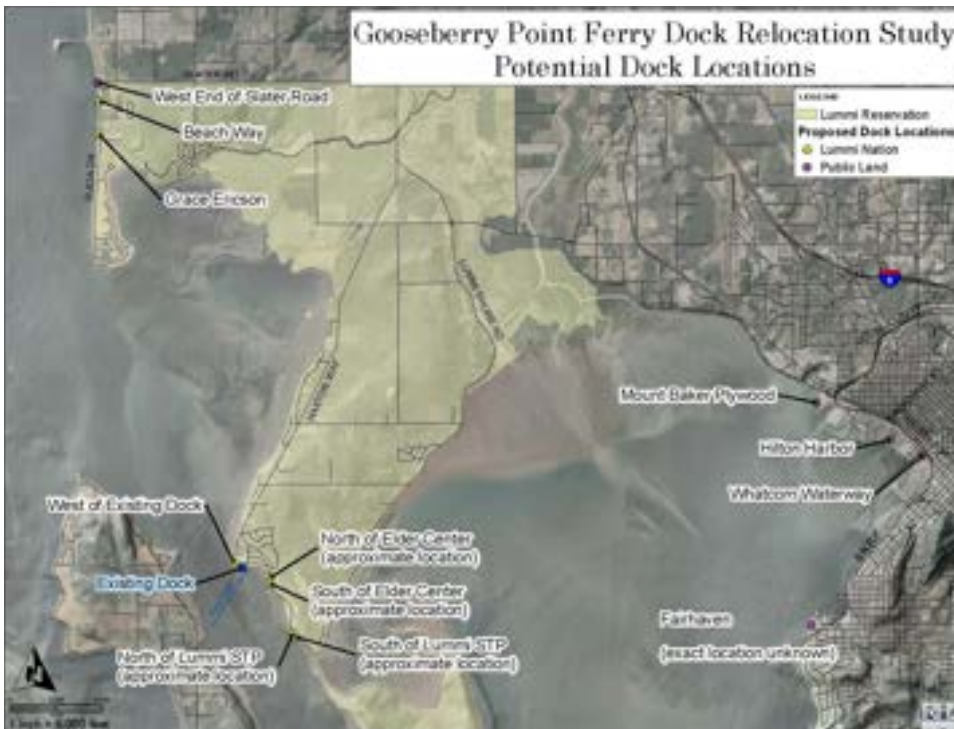 Gooseberry Point Ferry Dock Relocation Study
Potential Dock Locations
LEGEND
Lummi Reservation
Proposed Dock Locations
Lummi Nation
Public Land
West End of Slater Road
Beach Way
Grace Ericson
HAXTON WAY
5
Mount Baker Plywood
Hilton Harbor
Whatcom Waterway
West of Existing Dock
Existing Dock
North of Elder Center
(approximate location)
South of Elder Center
(approximate location)
North of Lummi STP
(approximate location)
South of Lummi STP
(approximate location)
Fairhaven
(exact location unknown)
N